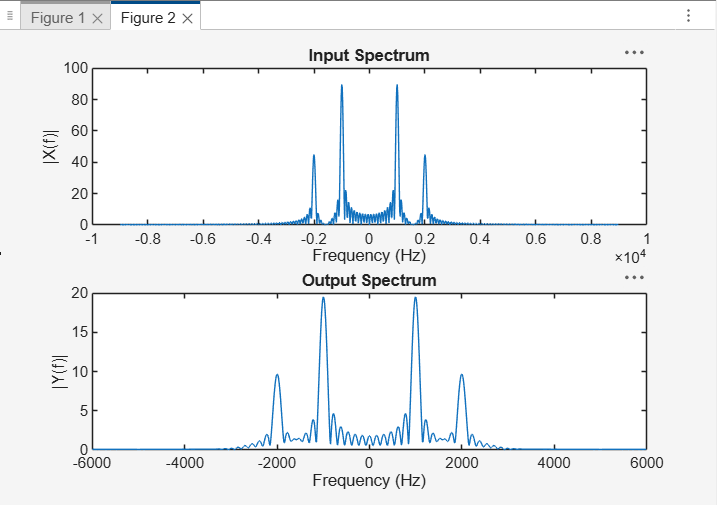 Figure 1 × Figure 2 ×
Input Spectrum
100
80
60
40
20
0
|X(f)|
-1 -0.8 -0.6 -0.4 -0.2 0 0.2 0.4 0.6 0.8 1
Frequency (Hz)
×10⁴
Output Spectrum
20
15
10
5
0
|Y(f)|
-6000 -4000 -2000 0 2000 4000 6000
Frequency (Hz)